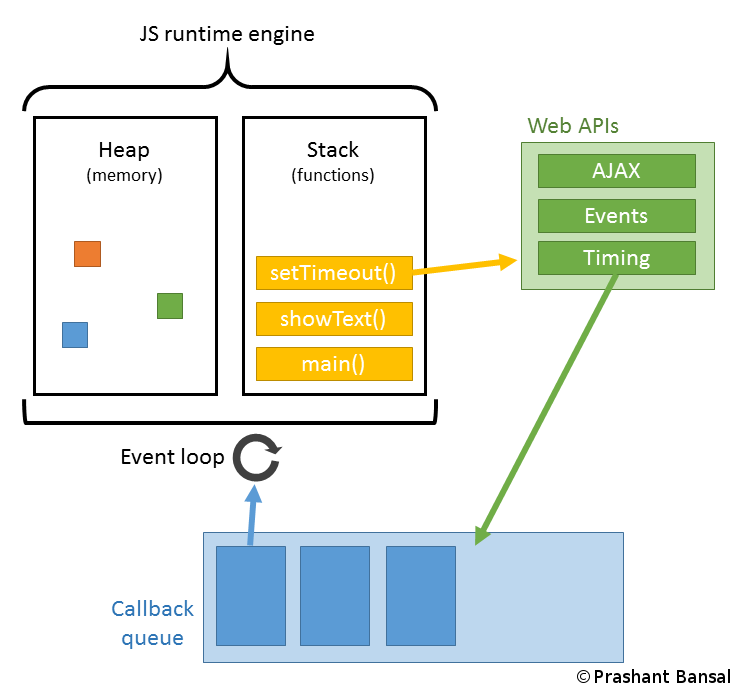 JS runtime engine
Heap
(memory)
Stack
(functions)
setTimeout()
showText()
main()
Web APIs
AJAX
Events
Timing
Event loop
Callback
queue
©Prashant Bansal